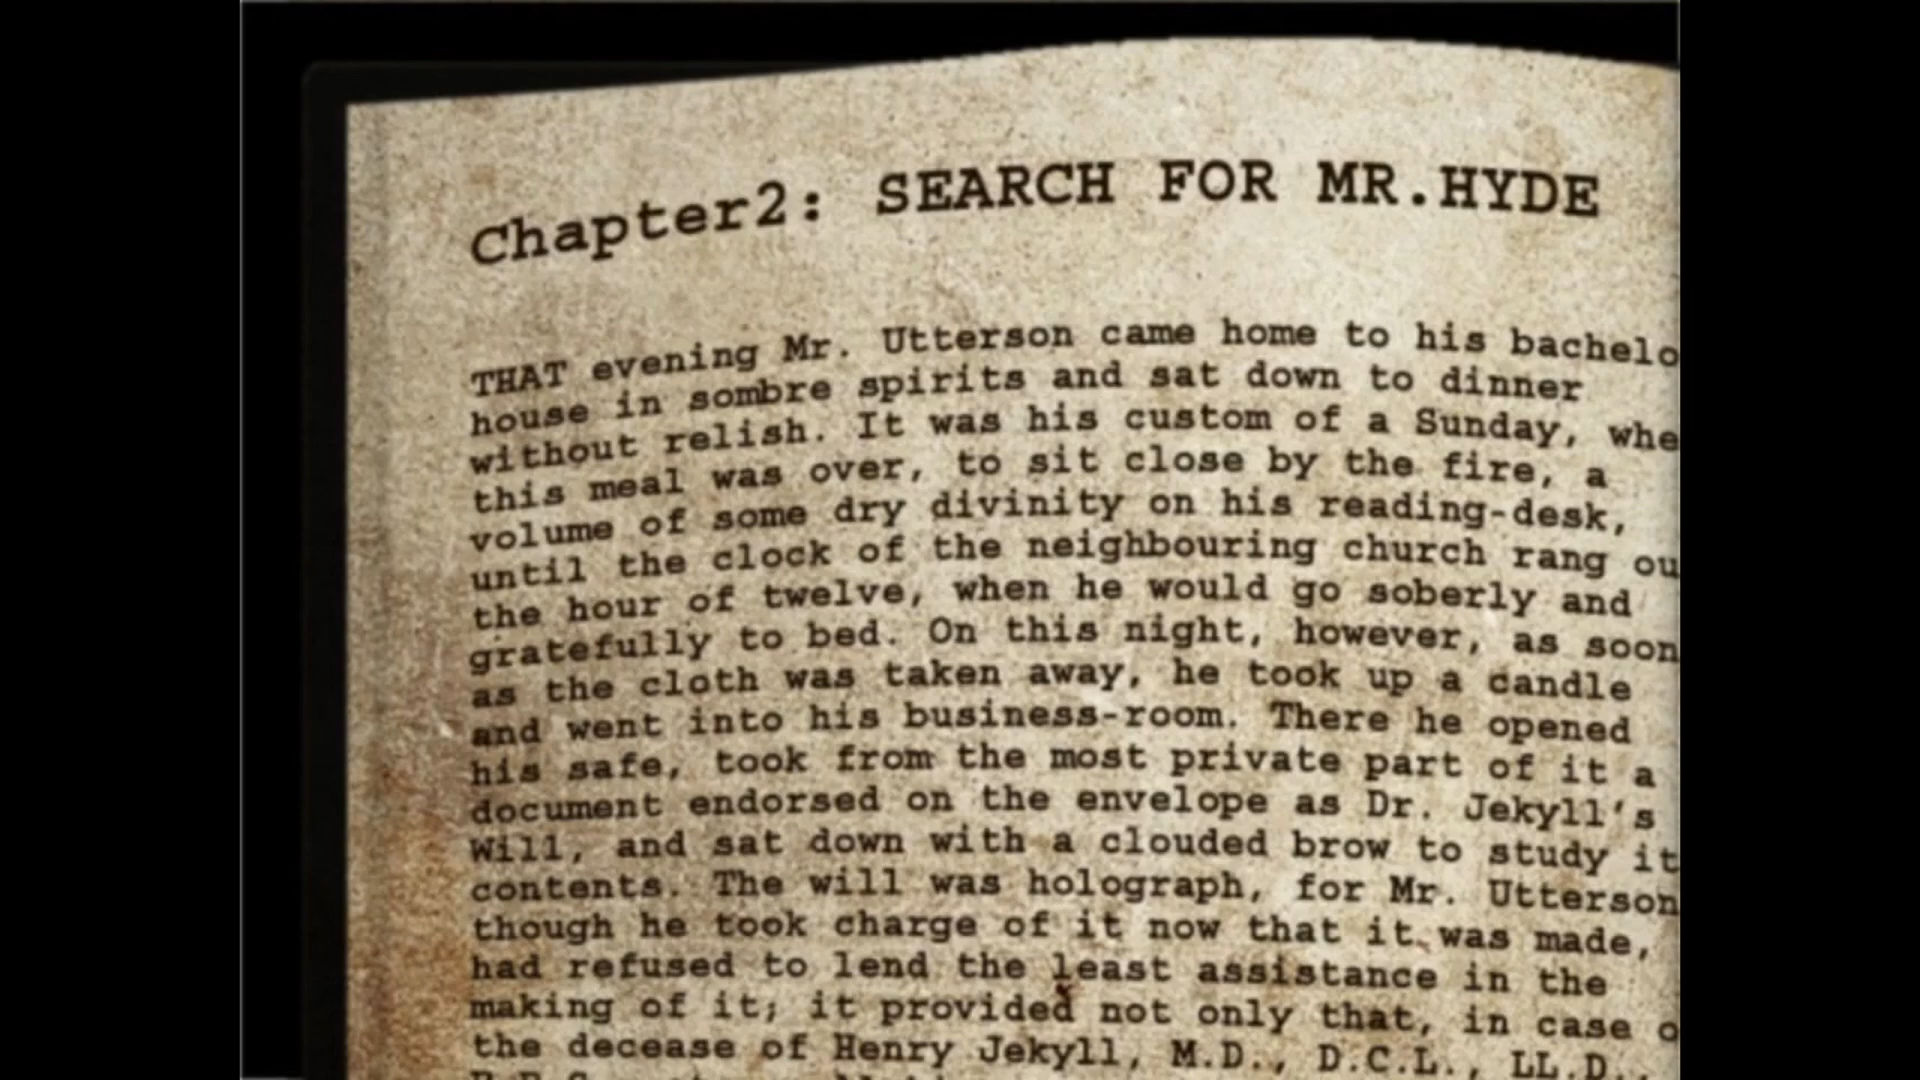 Chapter2: SEARCH FOR MR.HYDE
THAT evening Mr. Utterson came home to his bachelo
house in sombre spirits and sat down to dinner
without relish. It was his custom of a Sunday, whe
this meal was over, to sit close by the fire, a
volume of some dry divinity on his reading-desk,
until the clock of the neighbouring church rang ou
the hour of twelve, when he would go soberly and
gratefully to bed. On this night, however, as soon
as the cloth was taken away, he took up a candle
and went into his business-room. There he opened
his safe, took from the most private part of it a
document endorsed on the envelope as Dr. Jekyll's
Will, and sat down with a clouded brow to study it
contents. The will was holograph, for Mr. Utterson
though he took charge of it now that it was made,
had refused to lend the least assistance in the
making of it; it provided not only that, in case o
the decease of Henry Jekyll, M.D., D.C.L., LL.D.,